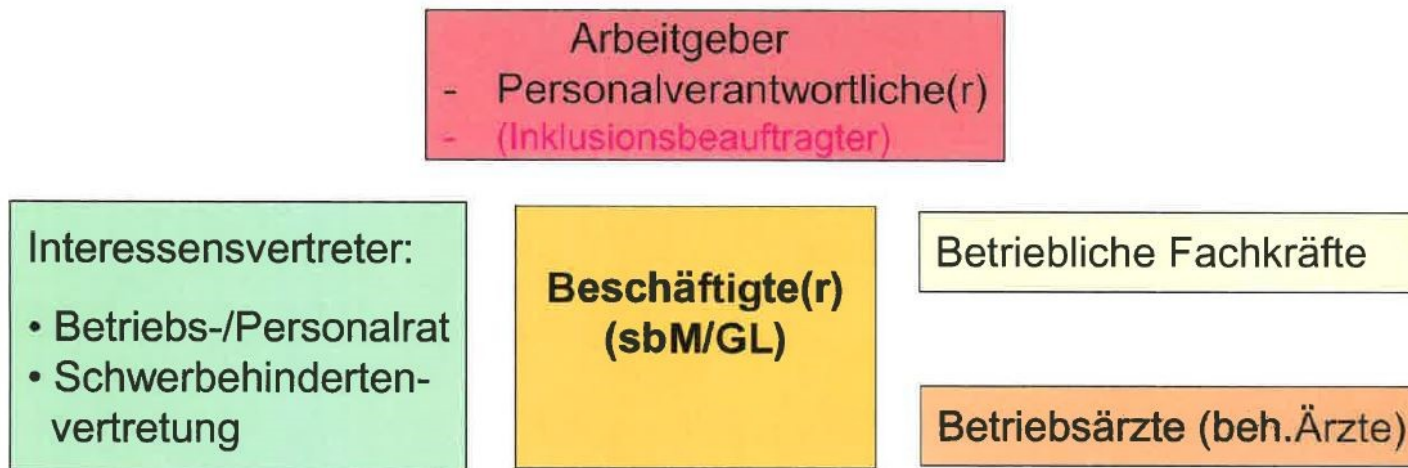 Arbeitgeber
- Personalverantwortliche(r)
- (Inklusionsbeauftragter)
Interessensvertreter:
• Betriebs-/Personalrat
• Schwerbehinderten-
vertretung
Beschäftigte(r)
(sbM/GL)
Betriebliche Fachkräfte
Betriebsärzte (beh.Ärzte)